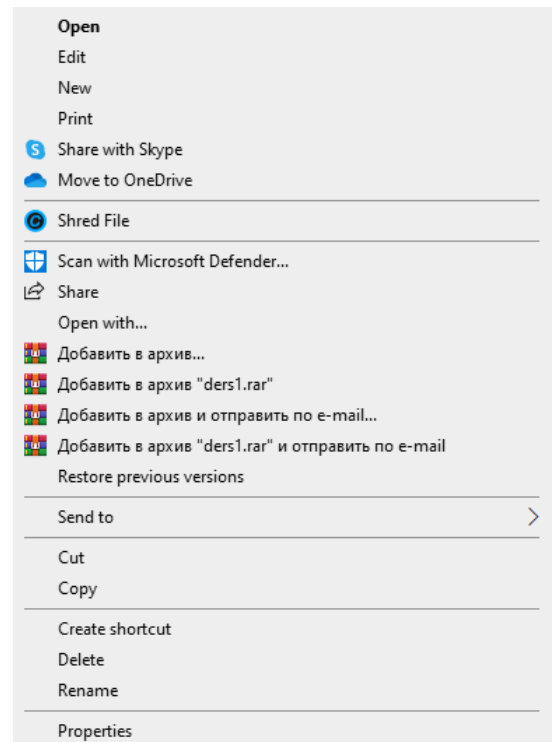 Open
Edit
New
Print
Share with Skype
Move to OneDrive
Shred File
Scan with Microsoft Defender...
Share
Open with...
Добавить в архив...
Добавить в архив "ders1.rar"
Добавить в архив и отправить по e-mail...
Добавить в архив "ders1.rar" и отправить по e-mail
Restore previous versions
Send to
Cut
Copy
Create shortcut
Delete
Rename
Properties